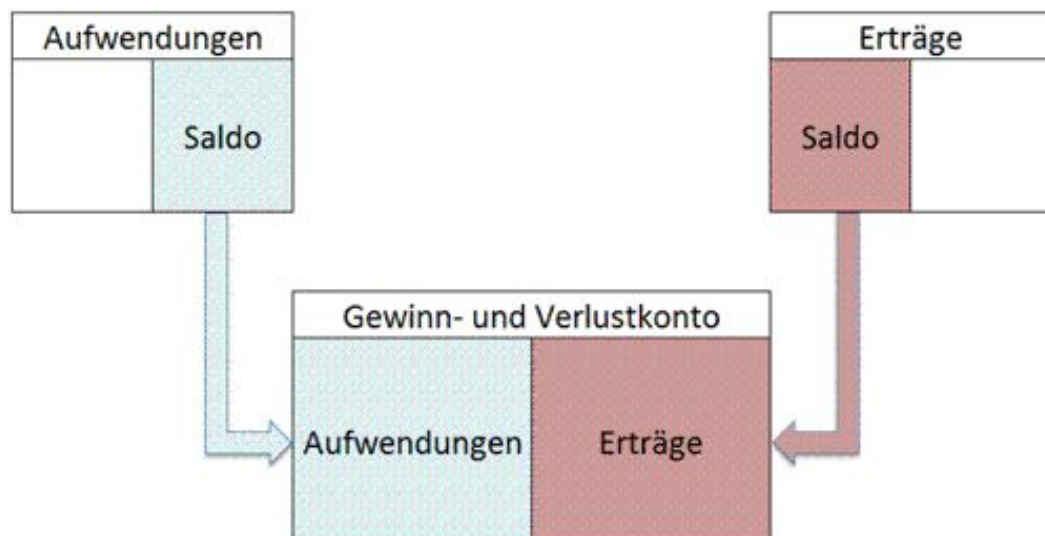 Aufwendungen
Erträge
Saldo
Saldo
Gewinn- und Verlustkonto
Aufwendungen
Erträge